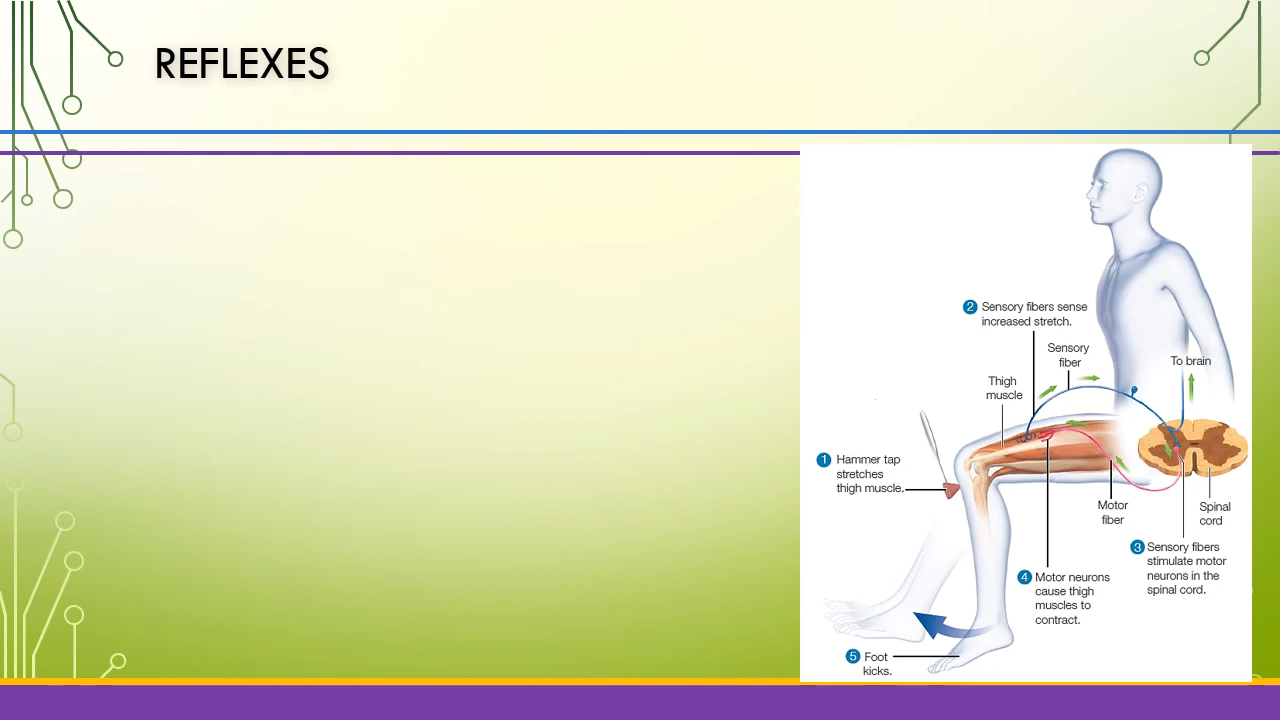 REFLEXES
2 Sensory fibers sense
increased stretch.
Sensory
fiber
To brain
Thigh
muscle
1 Hammer tap
stretches
thigh muscle.
Motor
fiber
Spinal
cord
3 Sensory fibers
stimulate motor
neurons in the
spinal cord.
4 Motor neurons
cause thigh
muscles to
contract.
5 Foot
kicks.